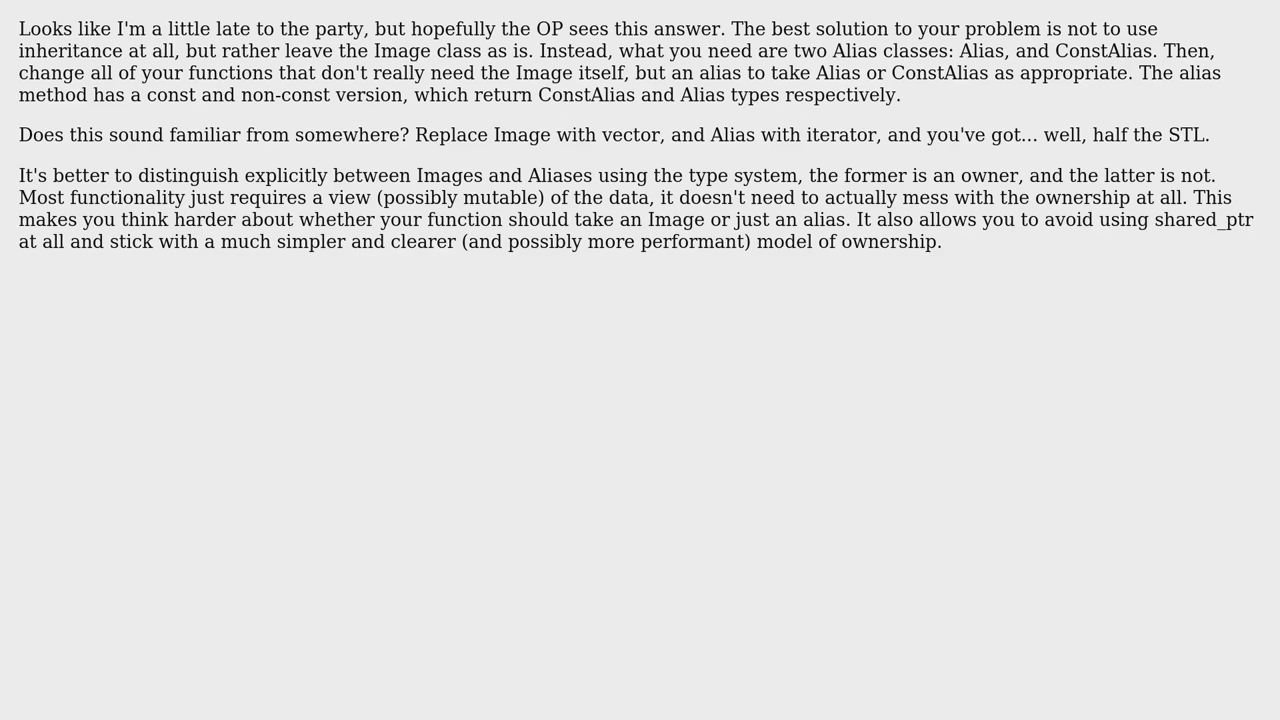 Looks like I'm a little late to the party, but hopefully the OP sees this answer. The best solution to your problem is not to use
inheritance at all, but rather leave the Image class as is. Instead, what you need are two Alias classes: Alias, and ConstAlias. Then,
change all of your functions that don't really need the Image itself, but an alias to take Alias or ConstAlias as appropriate. The alias
method has a const and non-const version, which return ConstAlias and Alias types respectively.
Does this sound familiar from somewhere? Replace Image with vector, and Alias with iterator, and you've got... well, half the STL.
It's better to distinguish explicitly between Images and Aliases using the type system, the former is an owner, and the latter is not.
Most functionality just requires a view (possibly mutable) of the data, it doesn't need to actually mess with the ownership at all. This
makes you think harder about whether your function should take an Image or just an alias. It also allows you to avoid using shared_ptr
at all and stick with a much simpler and clearer (and possibly more performant) model of ownership.